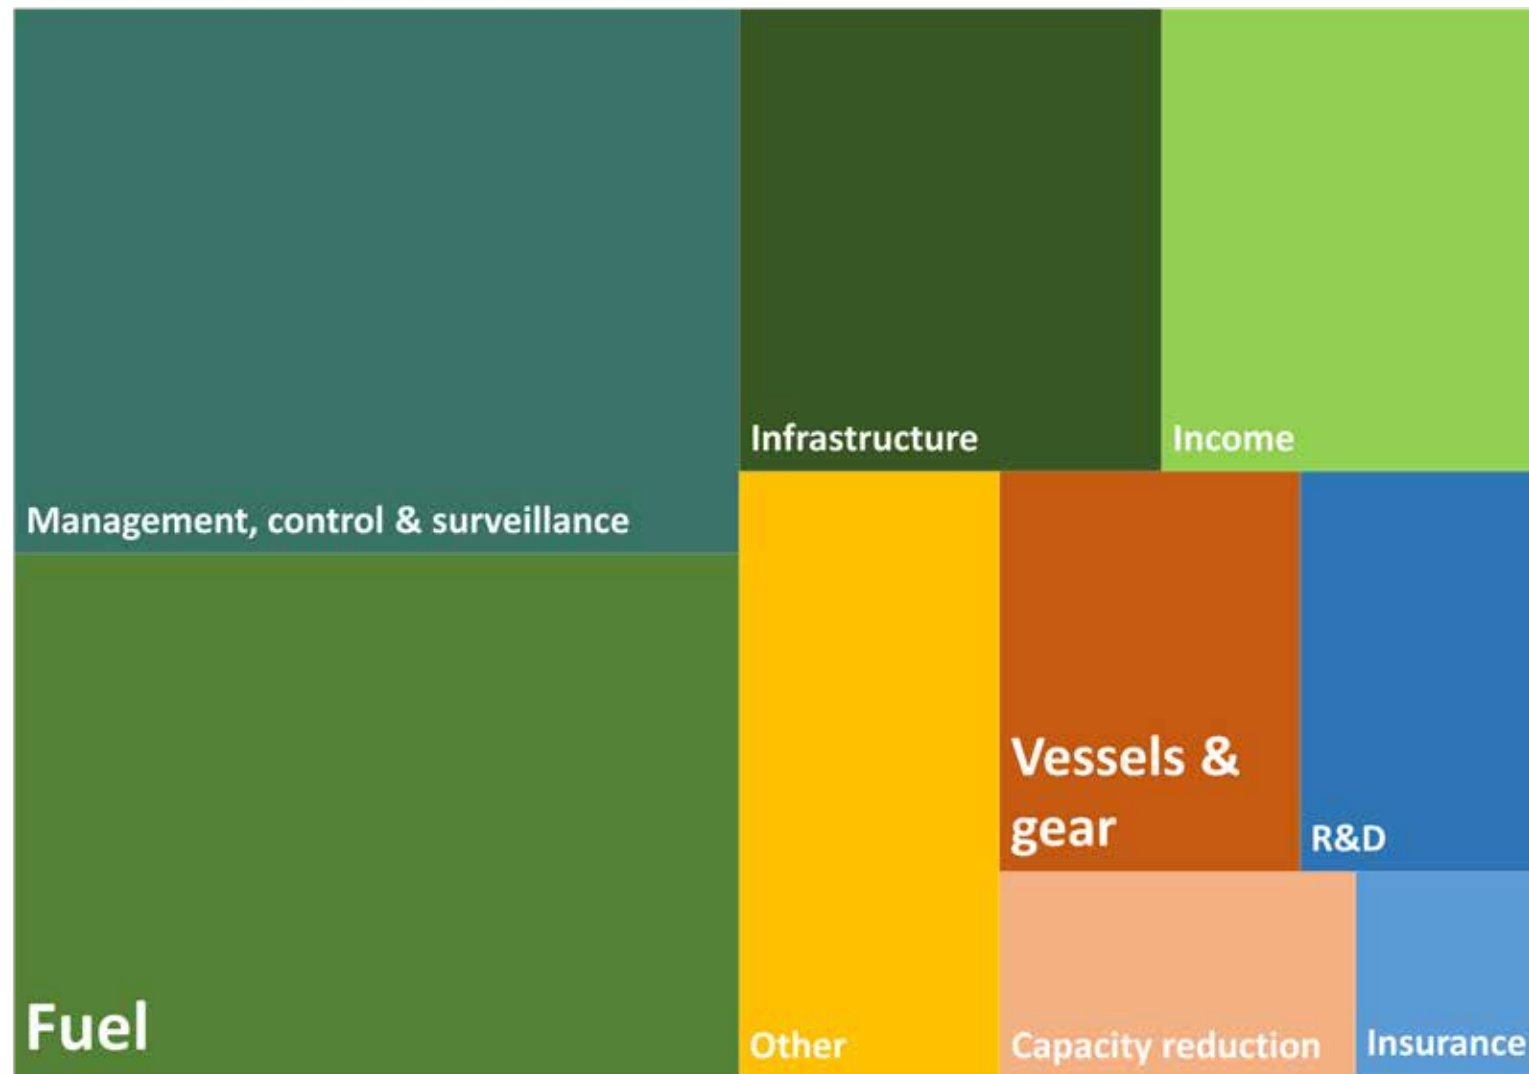 Management, control & surveillance
Infrastructure
Income
Fuel
Other
Vessels &
gear
R&D
Capacity reduction
Insurance